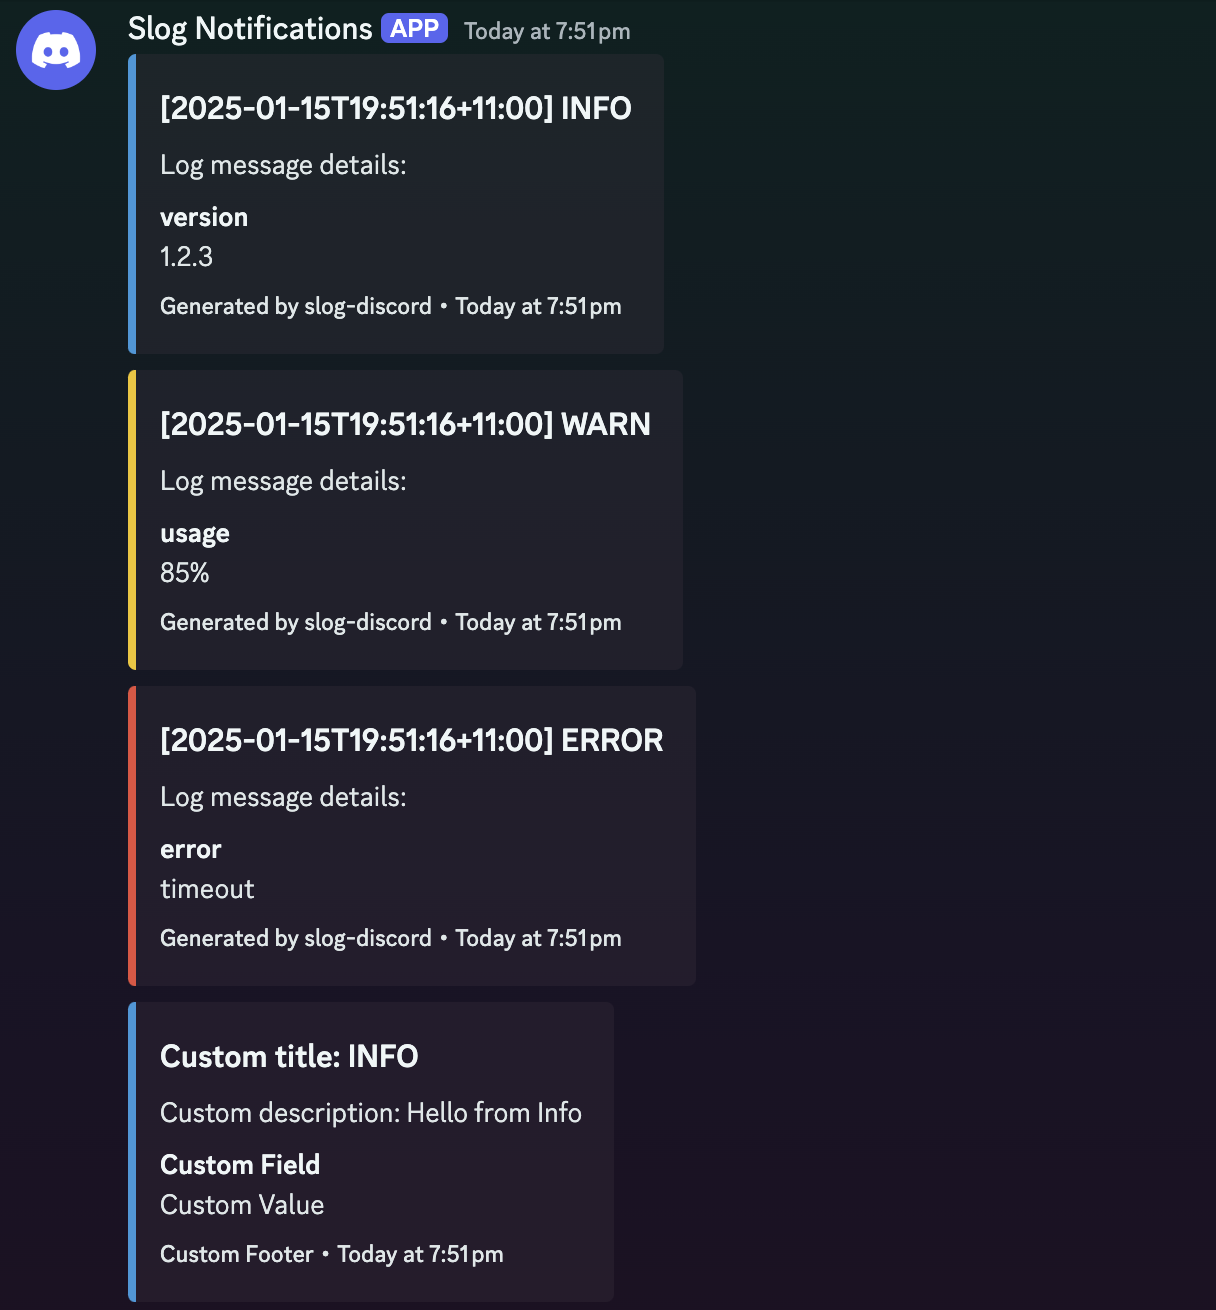 Slog Notifications APP Today at 7:51pm
[2025-01-15T19:51:16+11:00] INFO
Log message details:
version
1.2.3
Generated by slog-discord • Today at 7:51pm
[2025-01-15T19:51:16+11:00] WARN
Log message details:
usage
85%
Generated by slog-discord • Today at 7:51pm
[2025-01-15T19:51:16+11:00] ERROR
Log message details:
error
timeout
Generated by slog-discord • Today at 7:51pm
Custom title: INFO
Custom description: Hello from Info
Custom Field
Custom Value
Custom Footer • Today at 7:51pm